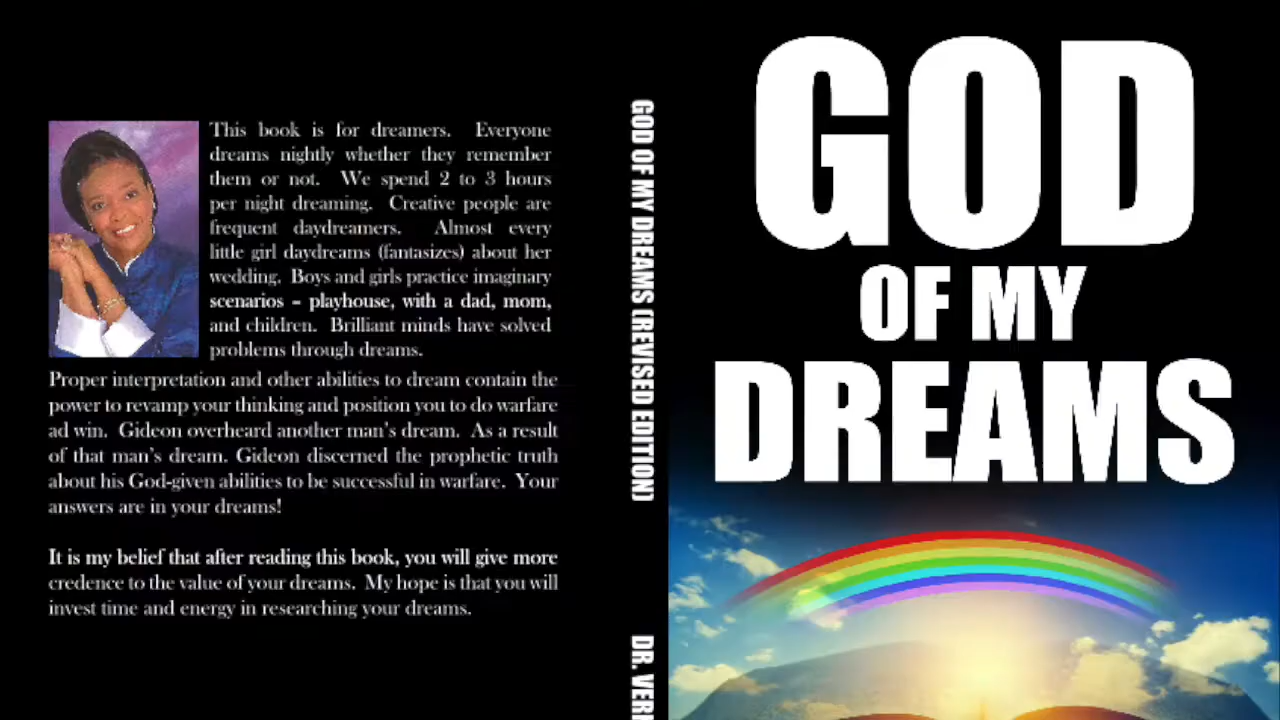 This book is for dreamers. Everyone
dreams nightly whether they remember
them or not. We spend 2 to 3 hours
per night dreaming. Creative people are
frequent daydreamers. Almost every
little girl daydreams (fantasizes) about her
wedding. Boys and girls practice imaginary
scenarios – playhouse, with a dad, mom,
and children. Brilliant minds have solved
problems through dreams.
Proper interpretation and other abilities to dream contain the
power to revamp your thinking and position you to do warfare
ad win. Gideon overheard another man's dream. As a result
of that man's dream. Gideon discerned the prophetic truth
about his God-given abilities to be successful in warfare. Your
answers are in your dreams!
It is my belief that after reading this book, you will give more
credence to the value of your dreams. My hope is that you will
invest time and energy in researching your dreams.
GOD OF MY DREAMS (REVISED EDITION)
DR. VER
GOD
OF MY
DREAMS